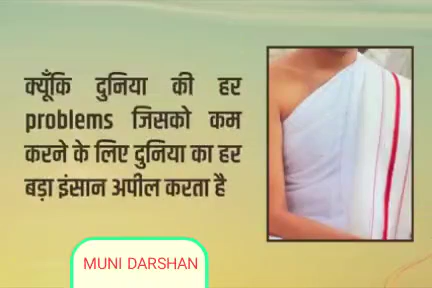 क्यूँकि दुनिया की हर
problems जिसको कम
करने के लिए दुनिया का हर
बड़ा इंसान अपील करता है
MUNI DARSHAN